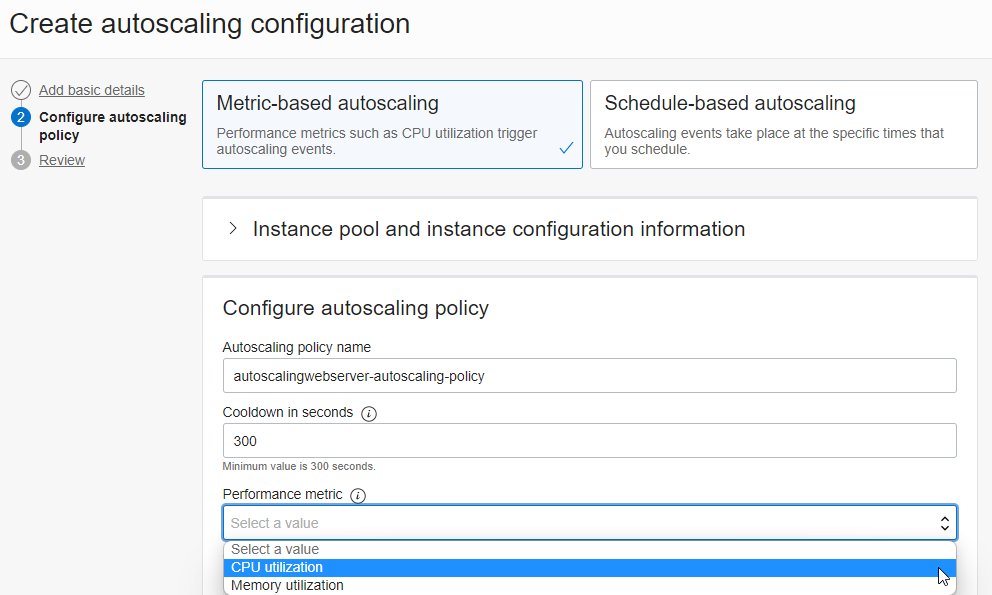 Create autoscaling configuration
Add basic details
2
Configure autoscaling
policy
3
Review
Metric-based autoscaling
Performance metrics such as CPU utilization trigger
autoscaling events.
Schedule-based autoscaling
Autoscaling events take place at the specific times that
you schedule.
Instance pool and instance configuration information
Configure autoscaling policy
Autoscaling policy name
autoscalingwebserver-autoscaling-policy
Cooldown in seconds i
300
Minimum value is 300 seconds.
Performance metric i
Select a value
Select a value
CPU utilization
Memory utilization